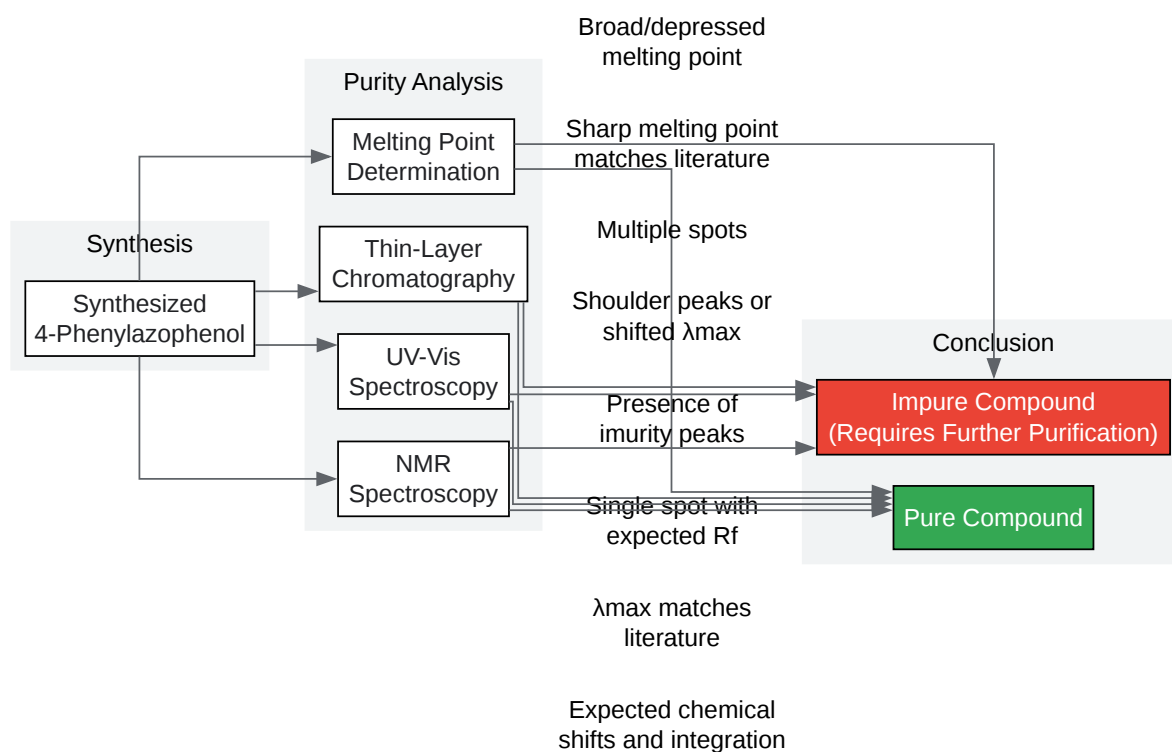 Broad/depressed
melting point
Purity Analysis
Melting Point
Determination
Sharp melting point
matches literature
Synthesis
Synthesized
4-Phenylazophenol
Thin-Layer
Chromatography
Multiple spots
Shoulder peaks or
shifted λmax
UV-Vis
Spectroscopy
Conclusion
Impure Compound
(Requires Further Purification)
Presence of
imurity peaks
NMR
Spectroscopy
Pure Compound
Single spot with
expected Rf
λmax matches
literature
Expected chemical
shifts and integration